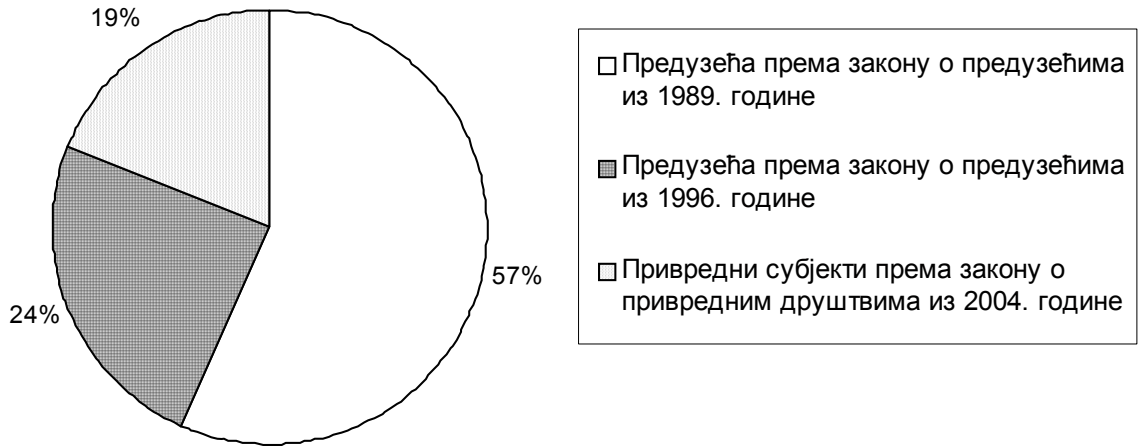 19%
57%
24%
Предузећа према закону о предузећима
из 1989. године
Предузећа према закону о предузећима
из 1996. године
Привредни субјекти према закону о
привредним друштвима из 2004. године